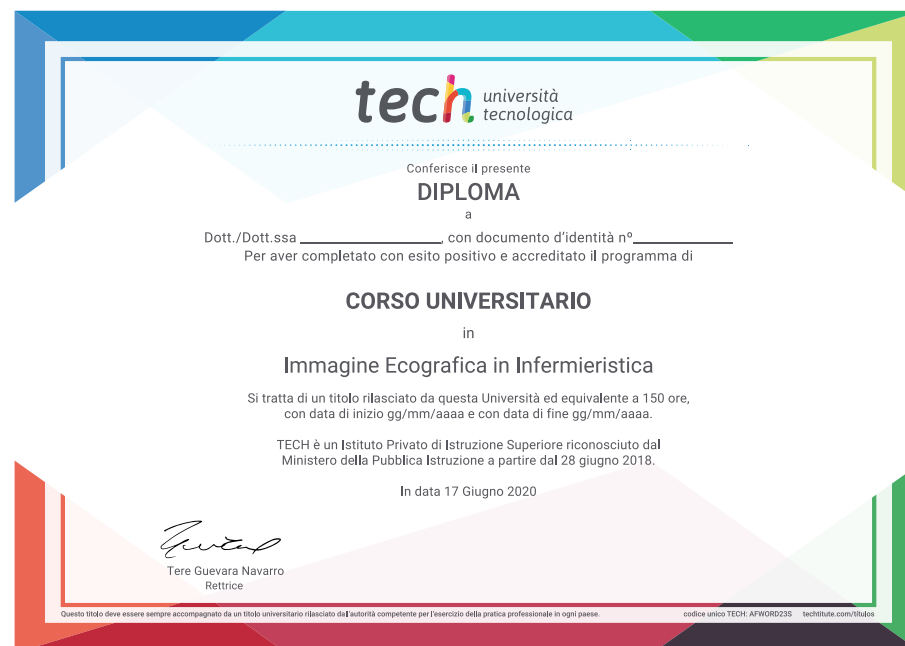 tech università
tecnologica
Conferisce il presente
DIPLOMA
a
Dott./Dott.ssa ____________________, con documento d'identità nº______________
Per aver completato con esito positivo e accreditato il programma di
CORSO UNIVERSITARIO
in
Immagine Ecografica in Infermieristica
Si tratta di un titolo rilasciato da questa Università ed equivalente a 150 ore,
con data di inizio gg/mm/aaaa e con data di fine gg/mm/aaaa.
TECH è un Istituto Privato di Istruzione Superiore riconosciuto dal
Ministero della Pubblica Istruzione a partire dal 28 giugno 2018.
In data 17 Giugno 2020
Tere Guevara Navarro
Rettrice
Questo titolo deve essere sempre accompagnato da un titolo universitario rilasciato dall'autorità competente per l'esercizio della pratica professionale in ogni paese. codice unico TECH: AFWORD23S techtitute.com/titulos